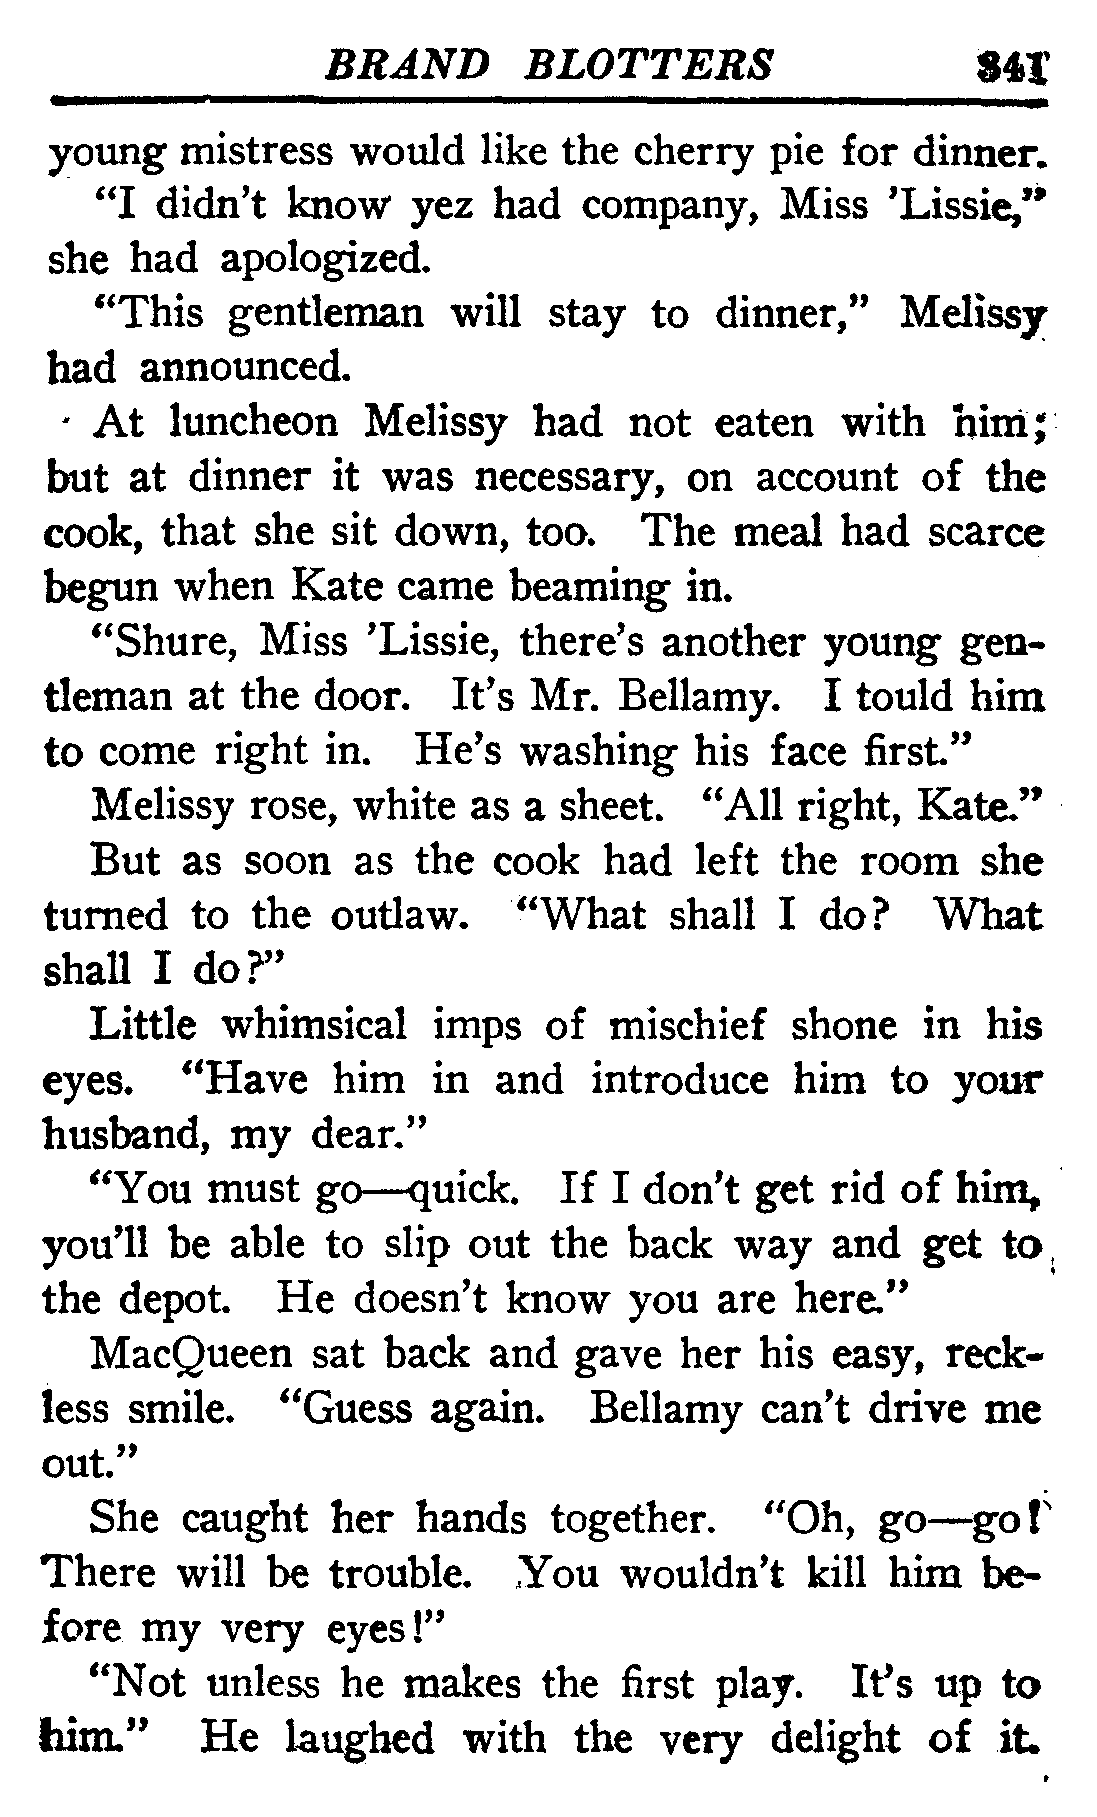 BRAND BLOTTERS 341
young mistress would like the cherry pie for dinner.
“I didn’t know yez had company, Miss ’Lissie,”
she had apologized.
“This gentleman will stay to dinner,” Melissy
had announced.
At luncheon Melissy had not eaten with him;
but at dinner it was necessary, on account of the
cook, that she sit down, too. The meal had scarce
begun when Kate came beaming in.
“Shure, Miss ’Lissie, there’s another young gen-
tleman at the door. It’s Mr. Bellamy. I tould him
to come right in. He’s washing his face first.”
Melissy rose, white as a sheet. “All right, Kate.”
But as soon as the cook had left the room she
turned to the outlaw. “What shall I do? What
shall I do?”
Little whimsical imps of mischief shone in his
eyes. “Have him in and introduce him to your
husband, my dear.”
“You must go—quick. If I don’t get rid of him,
you’ll be able to slip out the back way and get to
the depot. He doesn’t know you are here.”
MacQueen sat back and gave her his easy, reck-
less smile. “Guess again. Bellamy can’t drive me
out.”
She caught her hands together. “Oh, go—go!
There will be trouble. You wouldn’t kill him be-
fore my very eyes!”
“Not unless he makes the first play. It’s up to
him.” He laughed with the very delight of it.